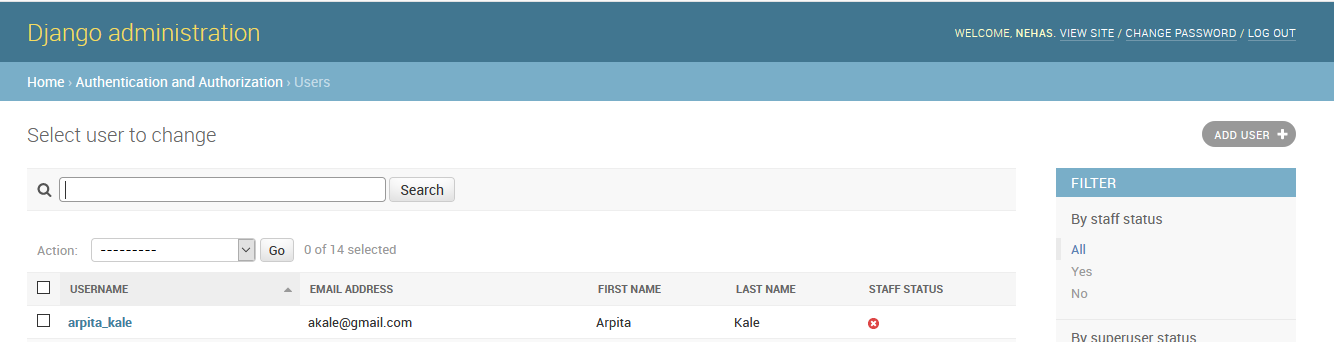 Django administration
WELCOME, NEHAS. VIEW SITE / CHANGE PASSWORD / LOG OUT
Home › Authentication and Authorization › Users
Select user to change
ADD USER +
Search
FILTER
By staff status
All
Yes
No
By superuser status
Action: --------- Go 0 of 14 selected
USERNAME EMAIL ADDRESS FIRST NAME LAST NAME STAFF STATUS
arpita_kale akale@gmail.com Arpita Kale